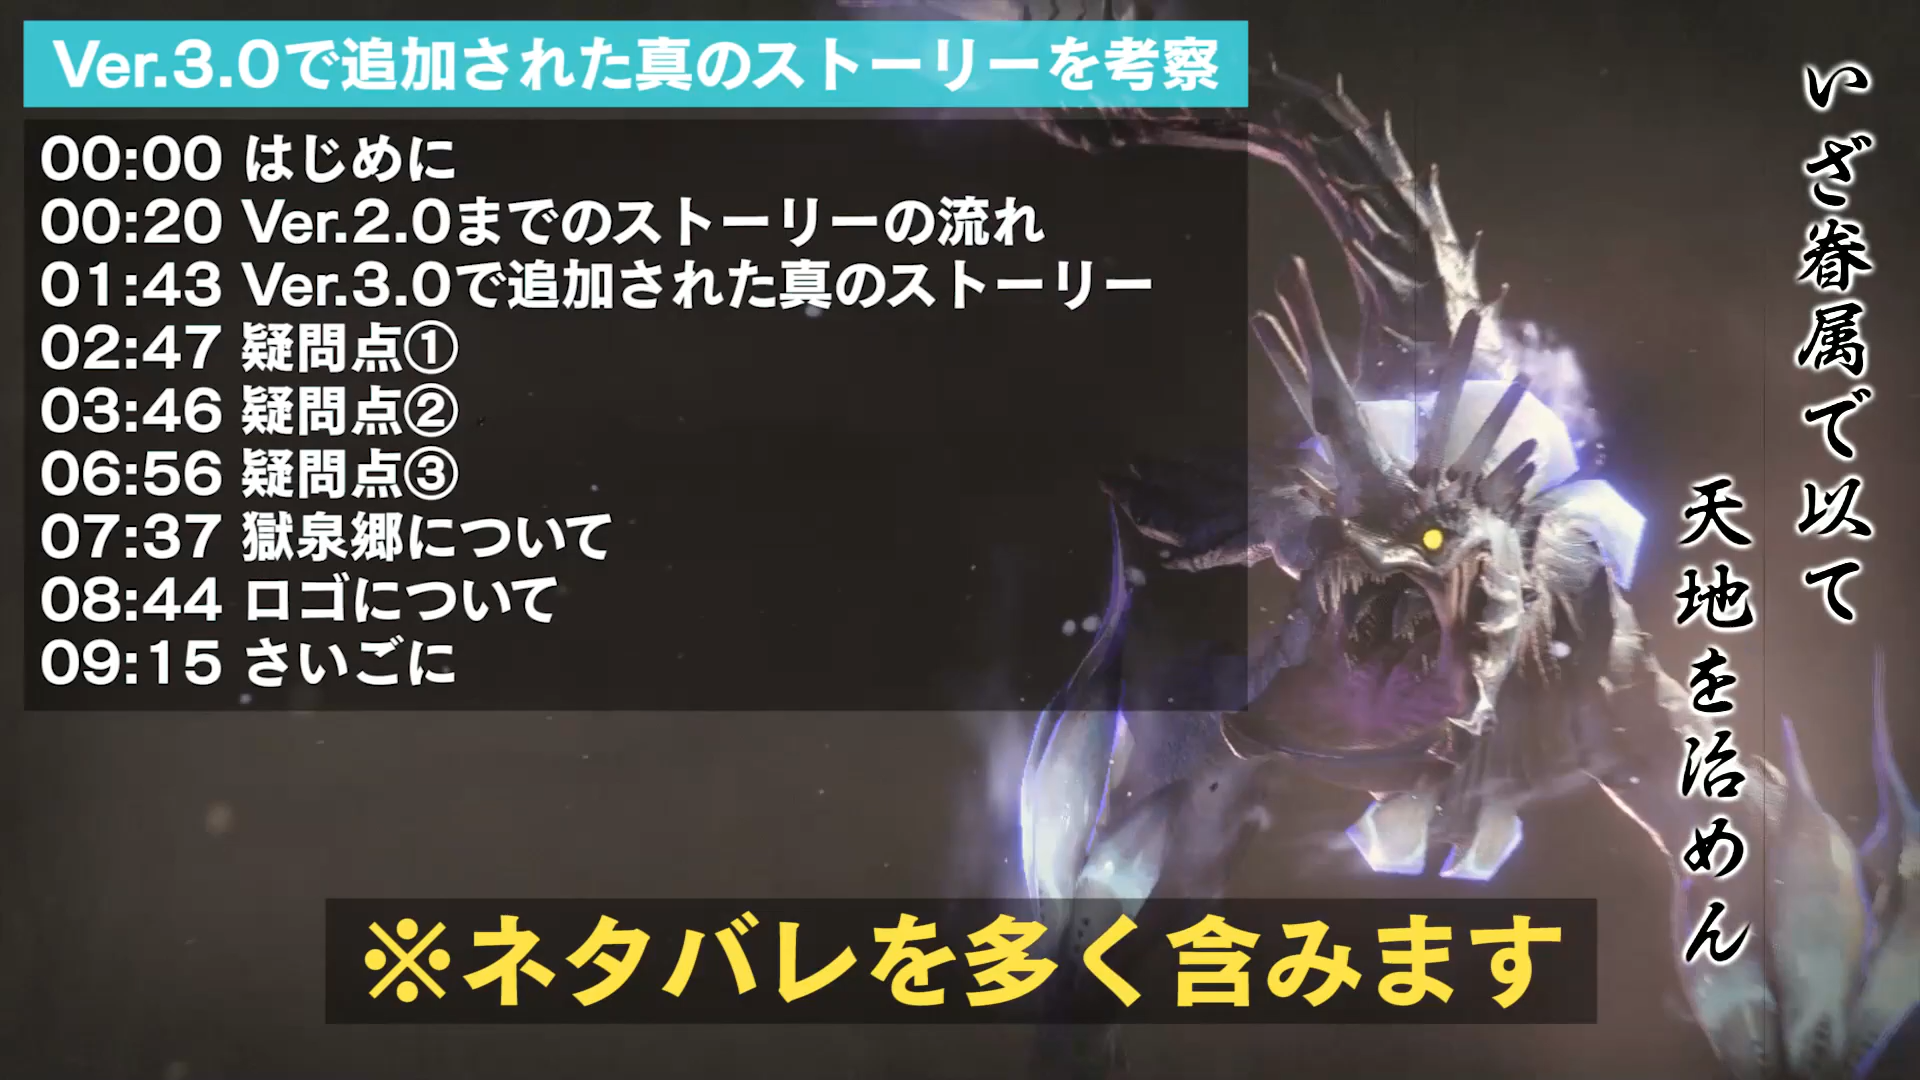 Ver.3.0で追加された真のストーリーを考察
00:00 はじめに
00:20 Ver.2.0までのストーリーの流れ
01:43 Ver.3.0で追加された真のストーリー
02:47 疑問点①
03:46 疑問点②
06:56 疑問点③
07:37 獄泉郷について
08:44 ロゴについて
09:15 さいごに
いざ眷属で以て
天地を治めん
※ネタバレを多く含みます